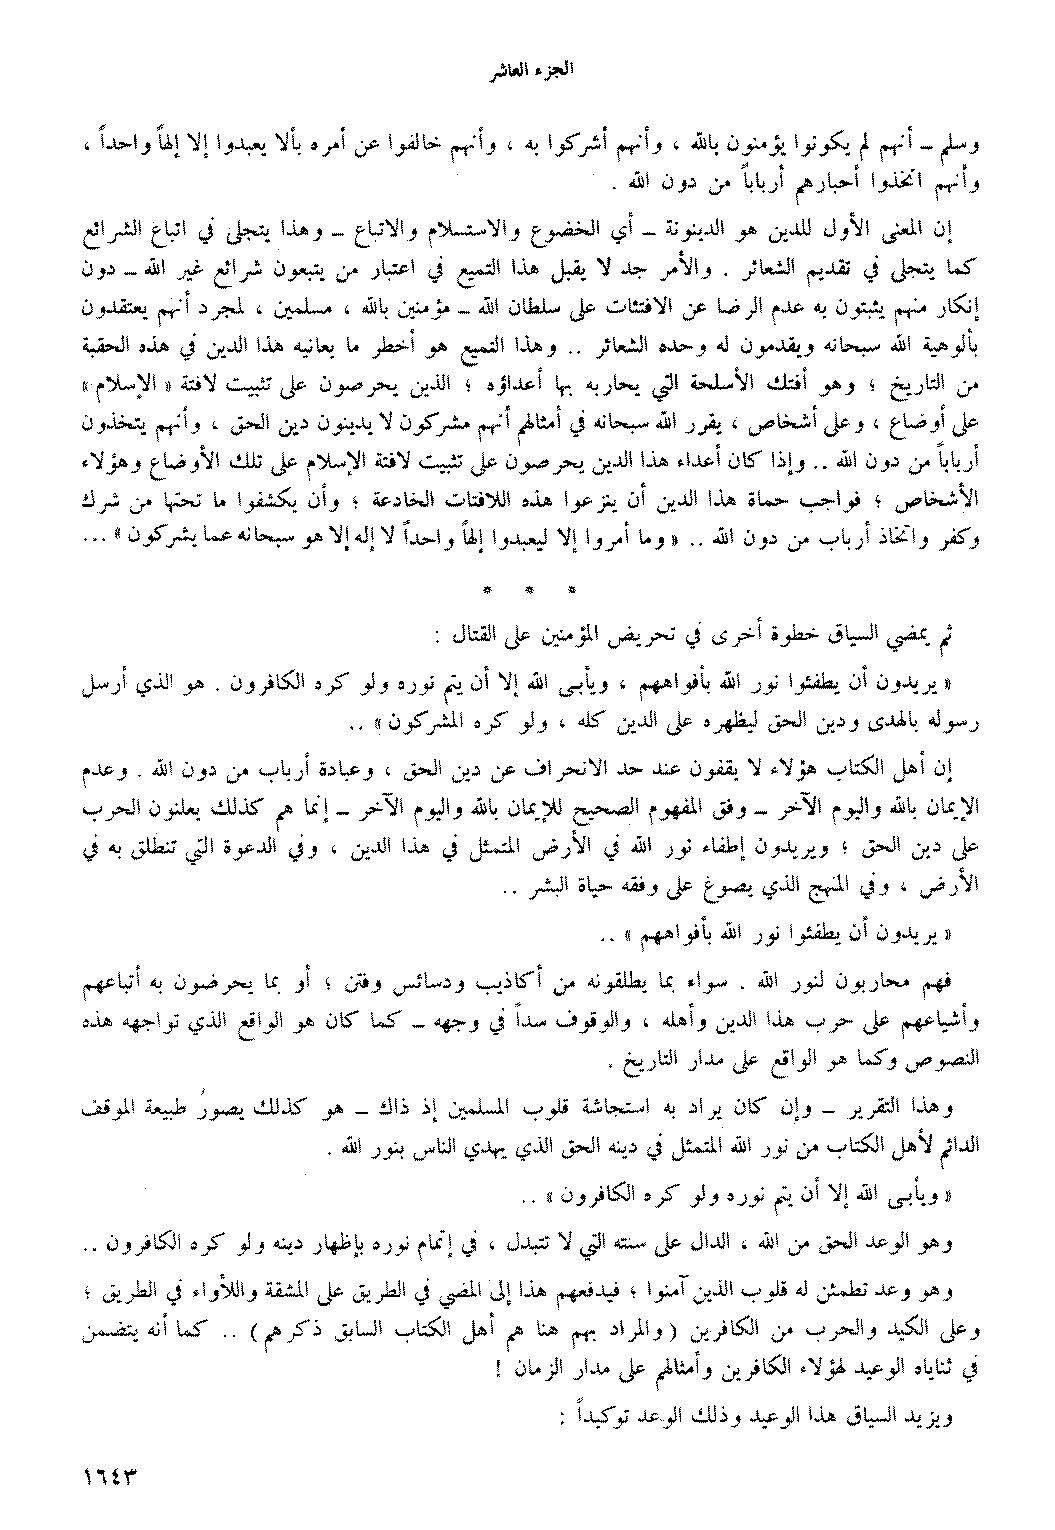 الجزء العاشر
وسلم – أنهم لم يكونوا يؤمنون بالله ، وأنهم أشركوا به ، وأنهم خالفوا عن أمره بألا يعبدوا إلا إلهاً واحداً ،
وأنهم اتخذوا أحبارهم أرباباً من دون الله .
إن المعنى الأول للدين هو الدينونة – أي الخضوع والاستسلام والاتباع – وهذا يتجلى في اتباع الشرائع
كما يتجلى في تقديم الشعائر . والأمر جد لا يقبل هذا التميع في اعتبار من يتبعون شرائع غير الله – دون
إنكار منهم يثبتون به عدم الرضا عن الافتئات على سلطان الله – مؤمنين بالله ، مسلمين ، لمجرد أنهم يعتقدون
بألوهية الله سبحانه ويقدمون له وحده الشعائر .. وهذا التميع هو أخطر ما يعانيه هذا الدين في هذه الحقبة
من التاريخ ؛ وهو أفتك الأسلحة التي يحاربه بها أعداؤه ؛ الذين يحرصون على تثبيت لافتة « الإسلام »
على أوضاع ، وعلى أشخاص ، يقرر الله سبحانه في أمثالهم أنهم مشركون لا يدينون دين الحق ، وأنهم يتخذون
أرباباً من دون الله .. وإذا كان أعداء هذا الدين يحرصون على تثبيت لافتة الإسلام على تلك الأوضاع وهؤلاء
الأشخاص ؛ فواجب حماة هذا الدين أن ينزعوا هذه اللافتات الخادعة ؛ وأن يكشفوا ما تحتها من شرك
وكفر واتخاذ أرباب من دون الله .. « وما أمروا إلا ليعبدوا إلهاً واحداً لا إله إلا هو سبحانه عما يشركون » ...
* * *
ثم يمضي السياق خطوة أخرى في تحريض المؤمنين على القتال :
« يريدون أن يطفئوا نور الله بأفواههم ، ويأبى الله إلا أن يتم نوره ولو كره الكافرون . هو الذي أرسل
رسوله بالهدى ودين الحق ليظهره على الدين كله ، ولو كره المشركون » ..
إن أهل الكتاب هؤلاء لا يقفون عند حد الانحراف عن دين الحق ، وعبادة أرباب من دون الله . وعدم
الإيمان بالله واليوم الآخر – وفق المفهوم الصحيح للإيمان بالله واليوم الآخر – إنما هم كذلك يعلنون الحرب
على دين الحق ؛ ويريدون إطفاء نور الله في الأرض المتمثل في هذا الدين ، وفي الدعوة التي تنطلق به في
الأرض ، وفي المنهج الذي يصوغ على وفقه حياة البشر ..
« يريدون أن يطفئوا نور الله بأفواههم » ..
فهم محاربون لنور الله . سواء بما يطلقونه من أكاذيب ودسائس وفتن ؛ أو بما يحرضون به أتباعهم
وأشياعهم على حرب هذا الدين وأهله ، والوقوف سداً في وجهه – كما كان هو الواقع الذي تواجهه هذه
النصوص وكما هو الواقع على مدار التاريخ .
وهذا التقرير – وإن كان يراد به استجاشة قلوب المسلمين إذ ذاك – هو كذلك يصورُ طبيعة الموقف
الدائم لأهل الكتاب من نور الله المتمثل في دينه الحق الذي يهدي الناس بنور الله .
« ويأبى الله إلا أن يتم نوره ولو كره الكافرون » ..
وهو الوعد الحق من الله ، الدال على سنته التي لا تتبدل ، في إتمام نوره بإظهار دينه ولو كره الكافرون ..
وهو وعد تطمئن له قلوب الذين آمنوا ؛ فيدفعهم هذا إلى المضي في الطريق على المشقة واللأواء في الطريق ؛
وعلى الكيد والحرب من الكافرين ( والمراد بهم هنا هم أهل الكتاب السابق ذكرهم ) .. كما أنه يتضمن
في ثناياه الوعيد لهؤلاء الكافرين وأمثالهم على مدار الزمان !
ويزيد السياق هذا الوعيد وذلك الوعد توكيداً :
١٦٤٣